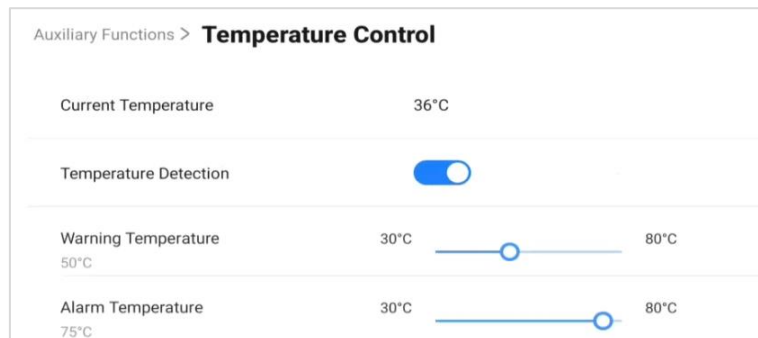 Auxiliary Functions > Temperature Control
Current Temperature 36°C
Temperature Detection
Warning Temperature 30°C 80°C
50°C
Alarm Temperature 30°C 80°C
75°C